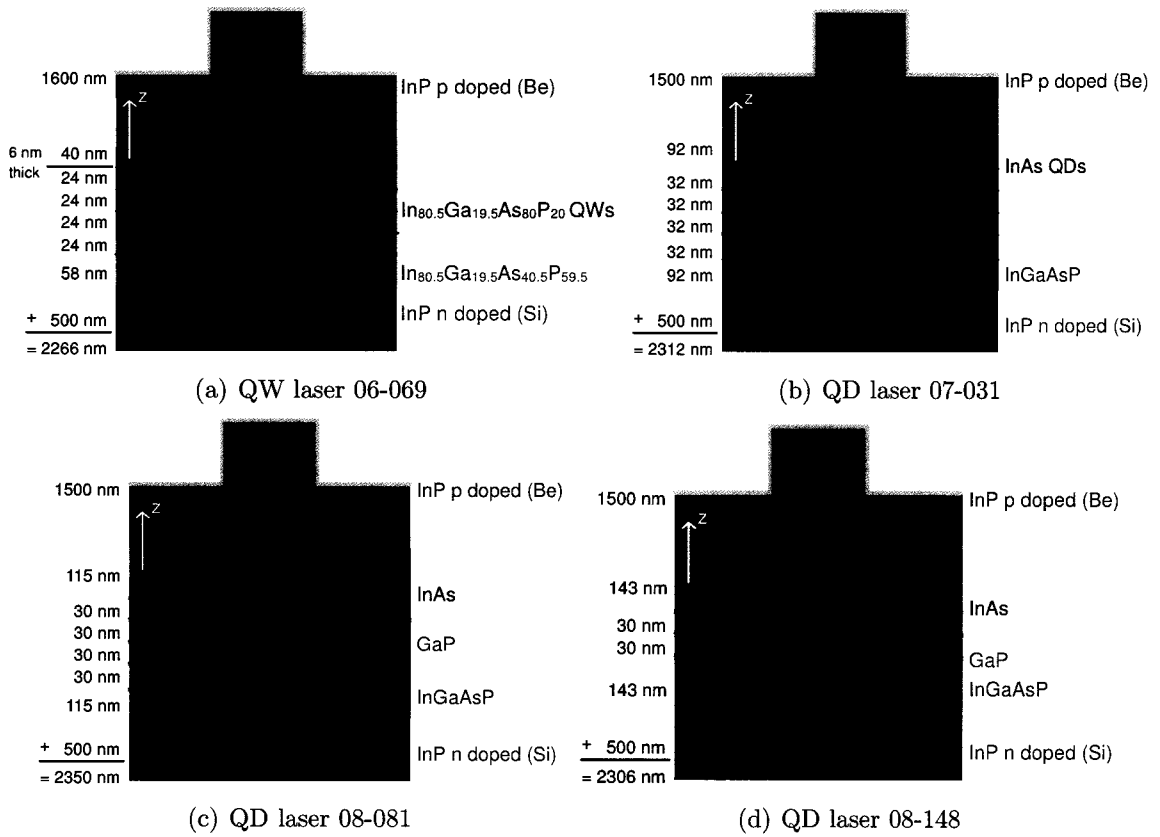 1600 nm
InP p doped (Be)
z
6 nm
thick
40 nm
24 nm
24 nm
24 nm
24 nm
58 nm
In80.5Ga19.5As80P20 QWs
In80.5Ga19.5As40.5P59.5
InP n doped (Si)
+ 500 nm
= 2266 nm
(a) QW laser 06-069
1500 nm
InP p doped (Be)
z
92 nm
InAs QDs
32 nm
32 nm
32 nm
32 nm
92 nm
InGaAsP
+ 500 nm
InP n doped (Si)
= 2312 nm
(b) QD laser 07-031
1500 nm
InP p doped (Be)
z
115 nm
InAs
30 nm
30 nm
GaP
30 nm
30 nm
InGaAsP
115 nm
+ 500 nm
InP n doped (Si)
= 2350 nm
(c) QD laser 08-081
1500 nm
InP p doped (Be)
z
143 nm
InAs
30 nm
30 nm
GaP
143 nm
InGaAsP
+ 500 nm
InP n doped (Si)
= 2306 nm
(d) QD laser 08-148